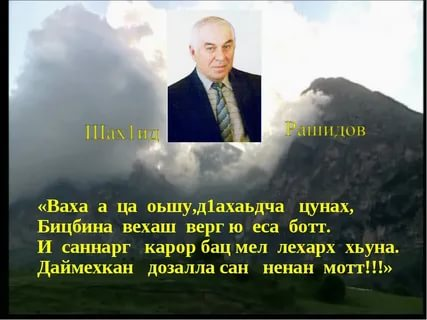 Шах1ид Рашидов
«Ваха а ца оьшу,д1ахаьдча цунах,
Бицбина вехаш верг ю еса ботт.
И саннарг карор бац мел лехарх хьуна.
Даймехкан дозалла сан ненан мотт!!!»